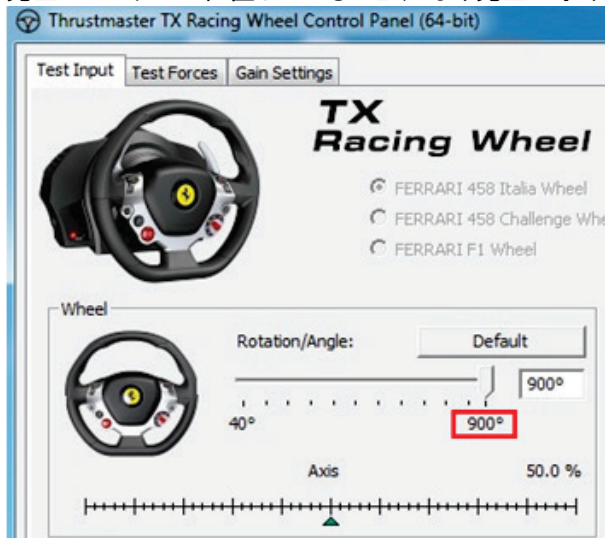 Thrustmaster TX Racing Wheel Control Panel (64-bit)
Test Input Test Forces Gain Settings
TX
Racing Wheel
FERRARI 458 Italia Wheel
FERRARI 458 Challenge Whe
FERRARI F1 Wheel
Wheel
Rotation/Angle: Default
900°
40° 900°
Axis 50.0 %